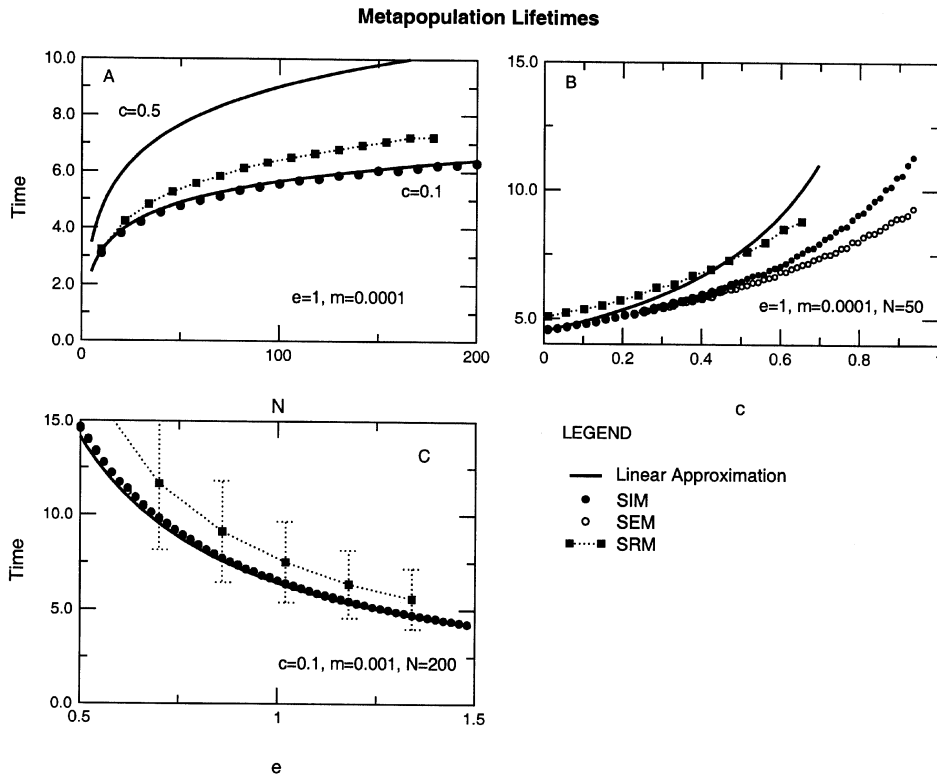 Metapopulation Lifetimes
10.0
8.0
6.0
4.0
2.0
0.0
Time
A
c=0.5
c=0.1
e=1, m=0.0001
0
100
200
N
15.0
10.0
5.0
B
e=1, m=0.0001, N=50
0
0.2
0.4
0.6
0.8
c
15.0
10.0
5.0
0.0
Time
C
c=0.1, m=0.001, N=200
0.5
1
1.5
e
LEGEND
Linear Approximation
SIM
SEM
SRM